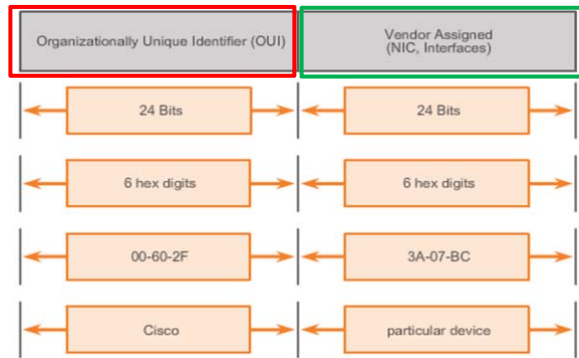 Organizationally Unique Identifier (OUI)
Vendor Assigned
(NIC, Interfaces)
24 Bits
24 Bits
6 hex digits
6 hex digits
00-60-2F
3A-07-BC
Cisco
particular device